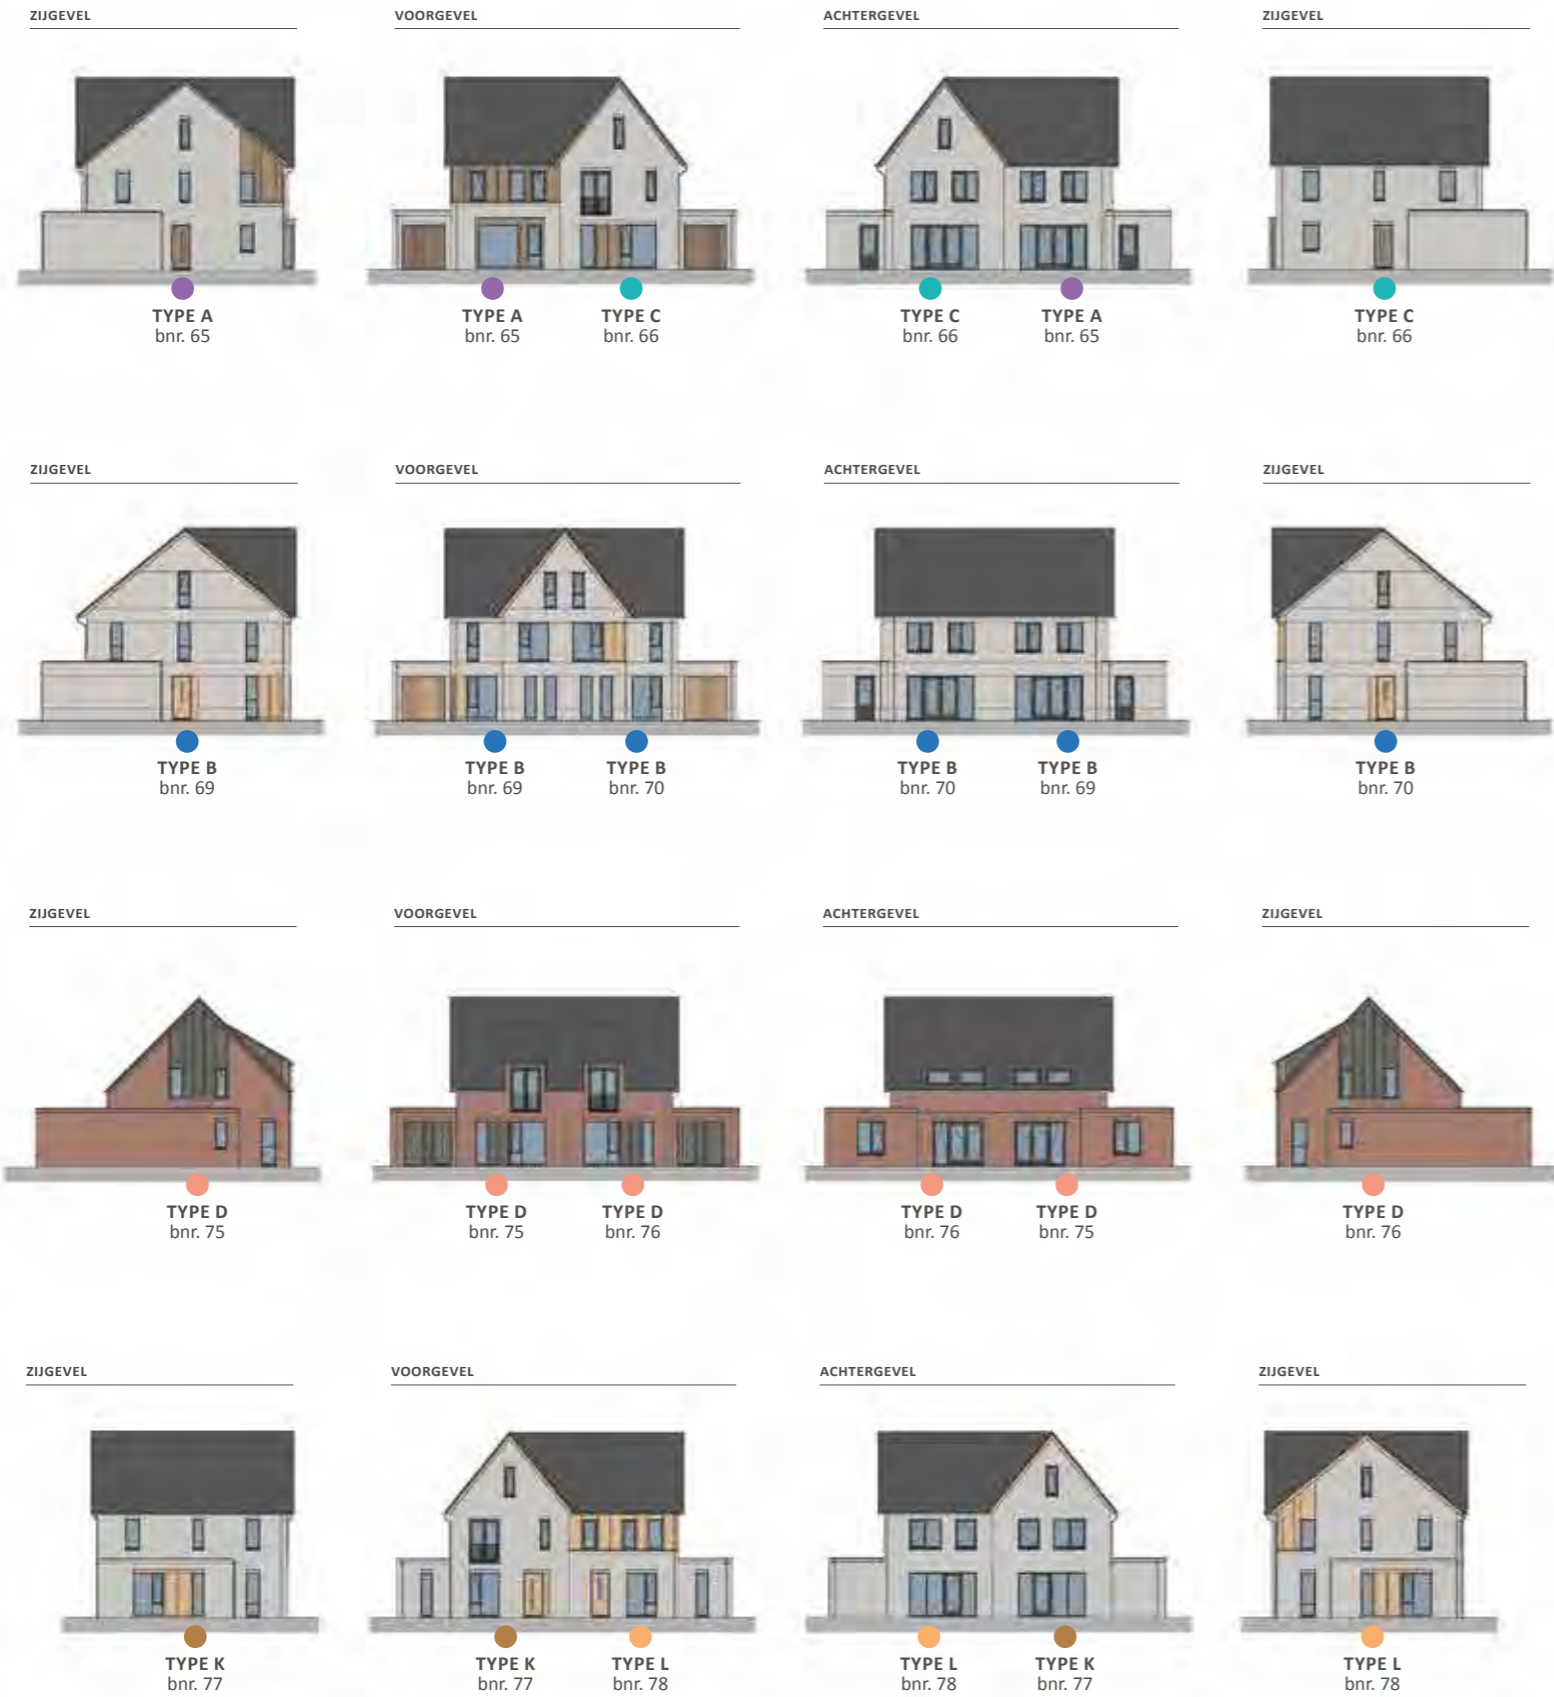 ZIJGEVEL
VOORGEVEL
ACHTERGEVEL
ZIJGEVEL
TYPE A
bnr. 65
TYPE A
bnr. 65
TYPE C
bnr. 66
TYPE C
bnr. 66
TYPE A
bnr. 65
TYPE C
bnr. 66
ZIJGEVEL
VOORGEVEL
ACHTERGEVEL
ZIJGEVEL
TYPE B
bnr. 69
TYPE B
bnr. 69
TYPE B
bnr. 70
TYPE B
bnr. 70
TYPE B
bnr. 69
TYPE B
bnr. 70
ZIJGEVEL
VOORGEVEL
ACHTERGEVEL
ZIJGEVEL
TYPE D
bnr. 75
TYPE D
bnr. 75
TYPE D
bnr. 76
TYPE D
bnr. 76
TYPE D
bnr. 75
TYPE D
bnr. 76
ZIJGEVEL
VOORGEVEL
ACHTERGEVEL
ZIJGEVEL
TYPE K
bnr. 77
TYPE K
bnr. 77
TYPE L
bnr. 78
TYPE L
bnr. 78
TYPE K
bnr. 77
TYPE L
bnr. 78